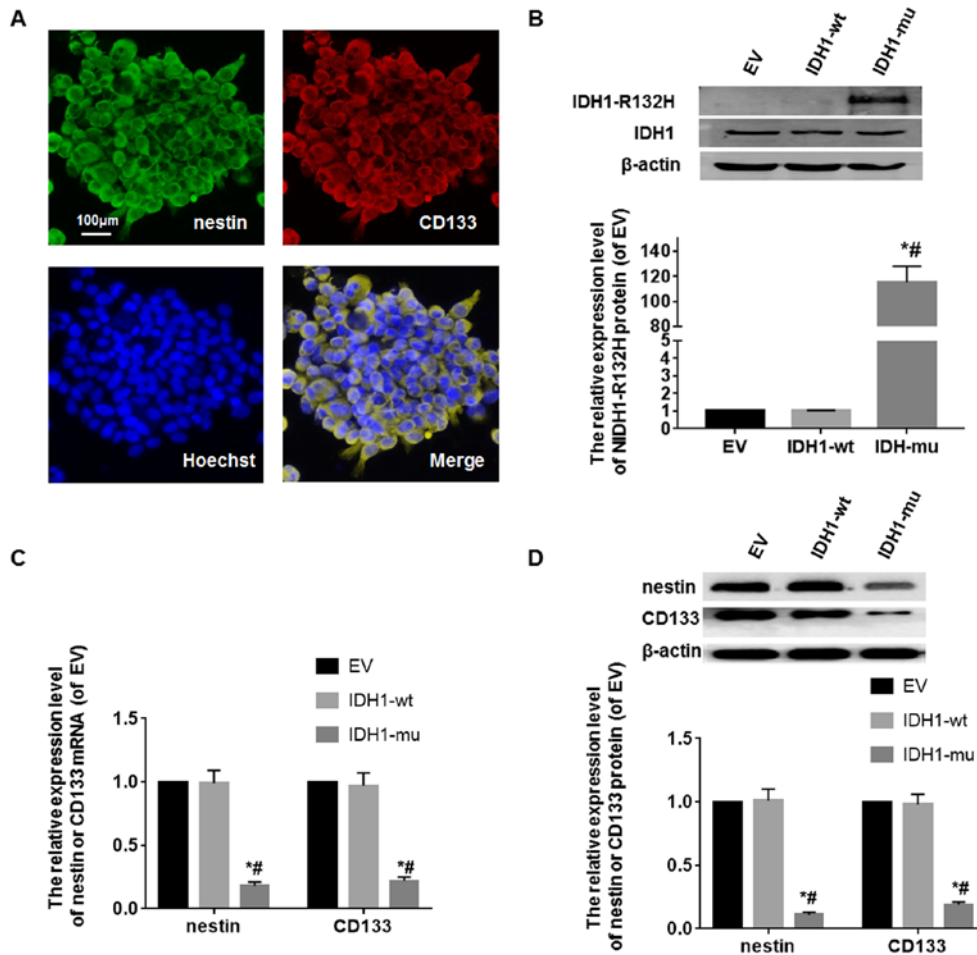 A
nestin
100μm
CD133
Hoechst
Merge
B
EV
IDH1-wt
IDH1-mu
IDH1-R132H
IDH1
β-actin
The relative expression level
of NIDH1-R132H protein (of EV)
140
120
100
80
5
4
3
2
1
0
*#
EV
IDH1-wt
IDH-mu
C
EV
IDH1-wt
IDH1-mu
The relative expression level
of nestin or CD133 mRNA (of EV)
1.5
1.0
0.5
0.0
*#
*#
nestin
CD133
D
EV
IDH1-wt
IDH1-mu
nestin
CD133
β-actin
EV
IDH1-wt
IDH1-mu
The relative expression level
of nestin or CD133 protein (of EV)
1.5
1.0
0.5
0.0
*#
*#
nestin
CD133